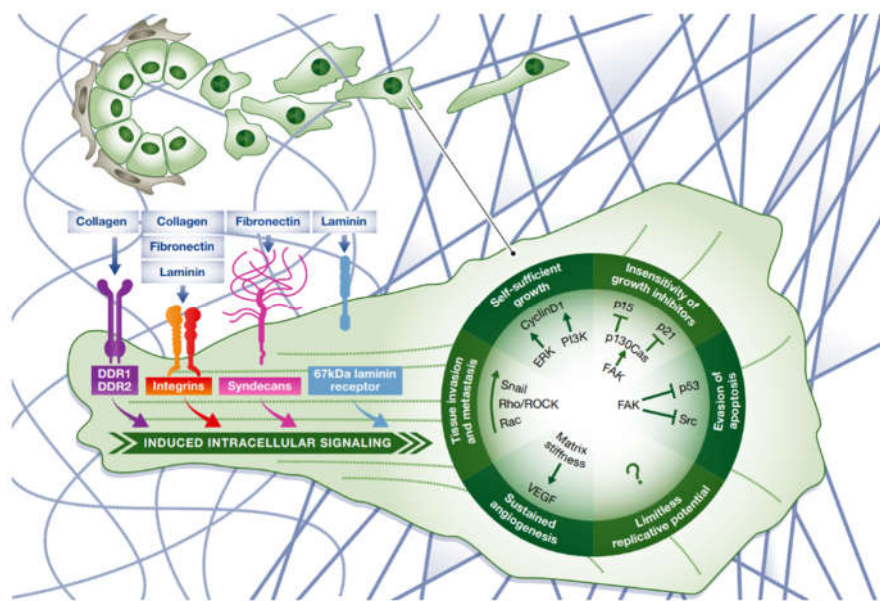 Collagen
Collagen
Fibronectin
Laminin
Fibronectin
Laminin
DDR1
DDR2
Integrins
Syndecans
67kDa laminin
receptor
INDUCED INTRACELLULAR SIGNALING
Self-sufficient
growth
CyclinD1
ERK
PI3K
Insensitivity of
growth inhibitors
p15
p21
p130Cas
FAK
Evasion of
apoptosis
p53
FAK
Src
Limitless
replicative potential
?
Sustained
angiogenesis
Matrix
stiffness
VEGF
Tissue invasion
and metastasis
Snail
Rho/ROCK
Rac